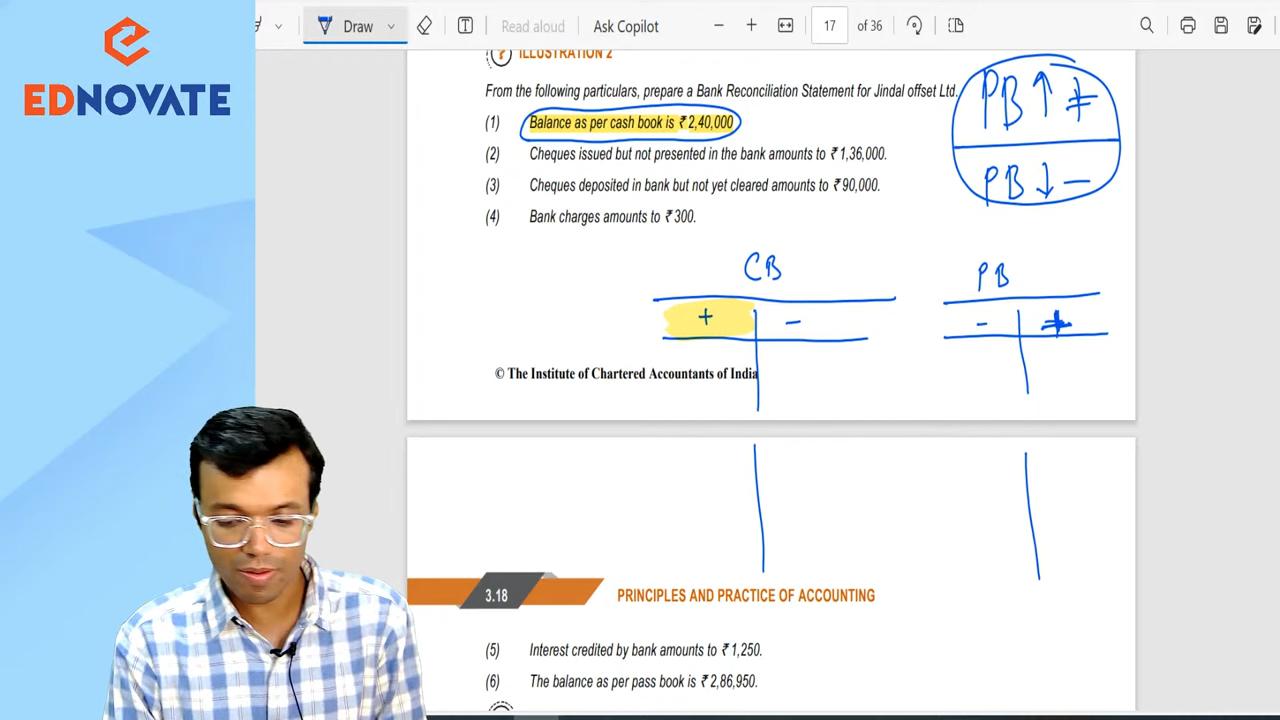 Draw
Read aloud
Ask Copilot
17
of 36
EDNOVATE
ILLUSTRATION 2
From the following particulars, prepare a Bank Reconciliation Statement for Jindal offset Ltd.
(1) Balance as per cash book is ₹ 2,40,000
(2) Cheques issued but not presented in the bank amounts to ₹ 1,36,000.
(3) Cheques deposited in bank but not yet cleared amounts to ₹ 90,000.
(4) Bank charges amounts to ₹ 300.
PB ↑ +
PB ↓ −
CB
PB
+ −
− +
© The Institute of Chartered Accountants of India
3.18
PRINCIPLES AND PRACTICE OF ACCOUNTING
(5) Interest credited by bank amounts to ₹ 1,250.
(6) The balance as per pass book is ₹ 2,86,950.